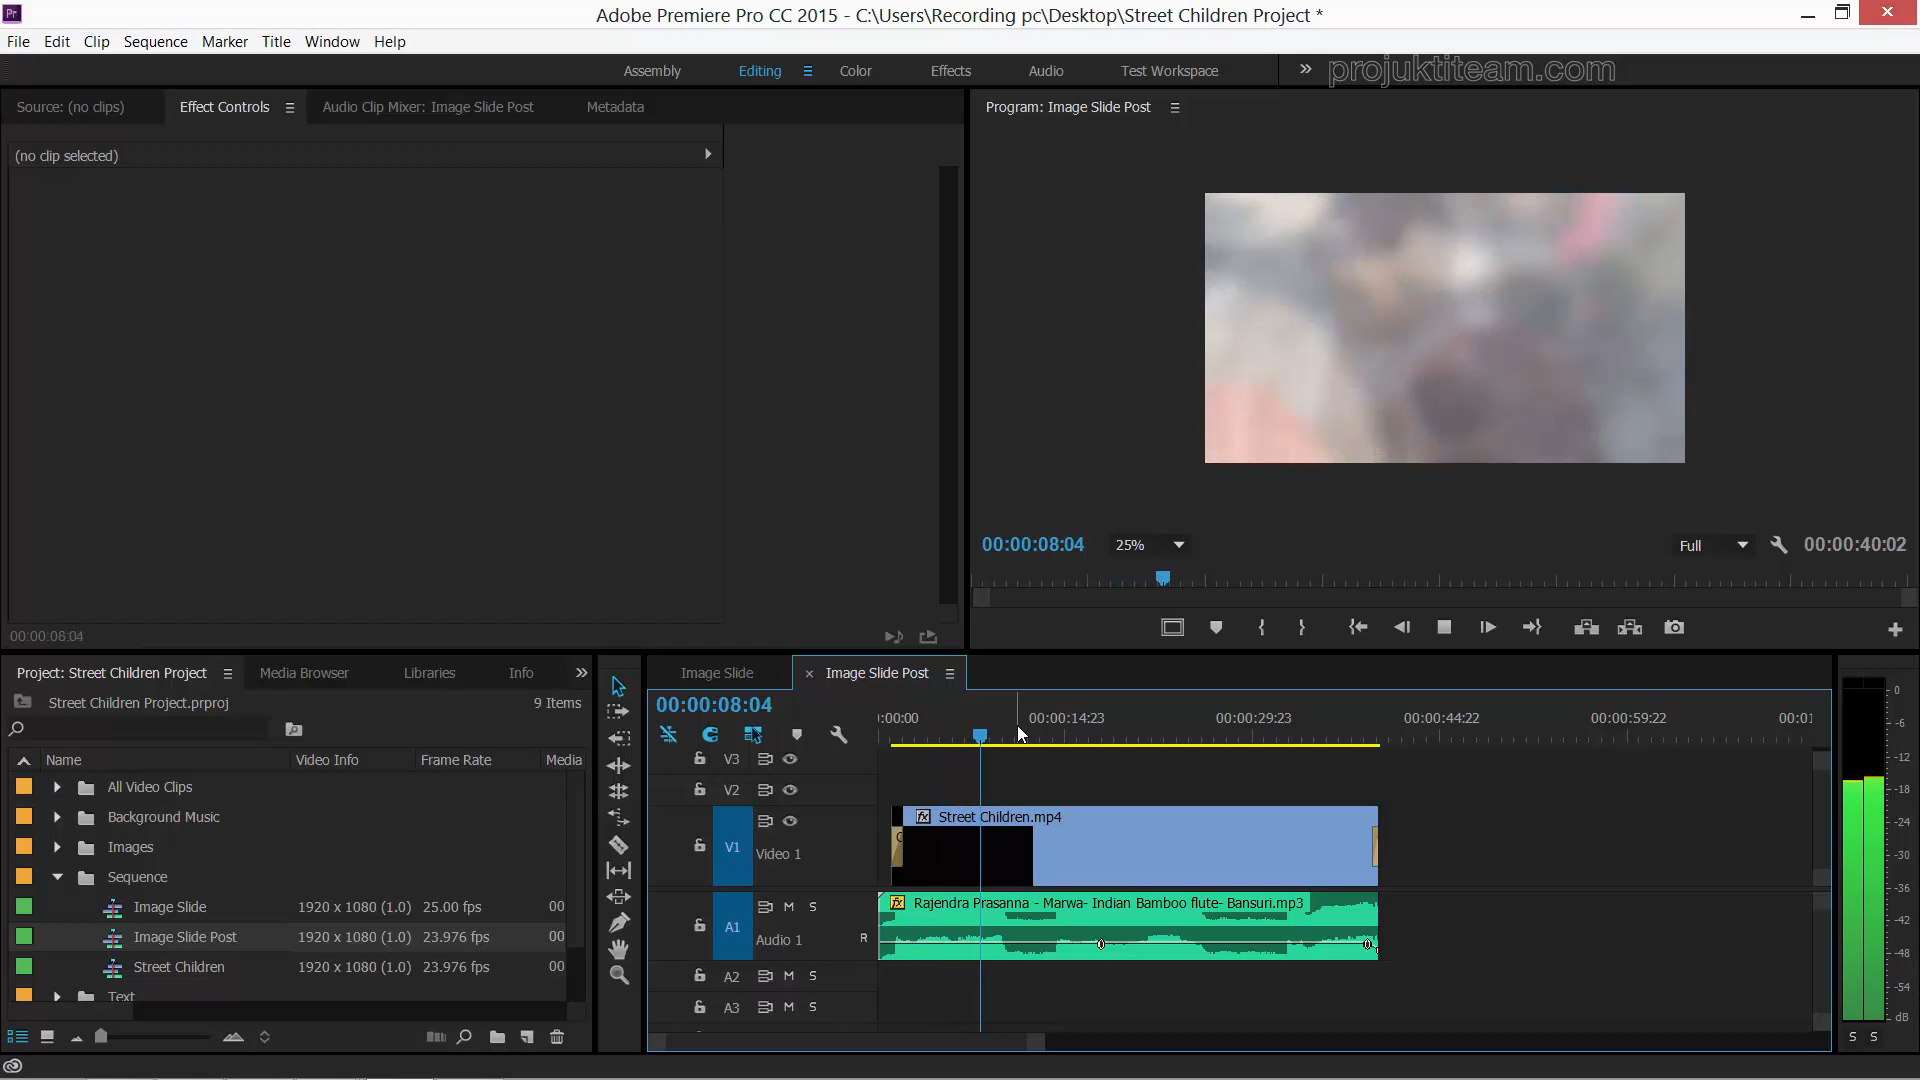 Pr
Adobe Premiere Pro CC 2015 - C:\Users\Recording pc\Desktop\Street Children Project *
File Edit Clip Sequence Marker Title Window Help
Assembly Editing Color Effects Audio Test Workspace
projuktiteam.com
Source: (no clips) Effect Controls Audio Clip Mixer: Image Slide Post Metadata
(no clip selected)
00:00:08:04
Program: Image Slide Post
00:00:08:04 25% Full 00:00:40:02
Project: Street Children Project Media Browser Libraries Info
Street Children Project.prproj 9 Items
Name Video Info Frame Rate Media
All Video Clips
Background Music
Images
Sequence
Image Slide 1920 x 1080 (1.0) 25.00 fps 00
Image Slide Post 1920 x 1080 (1.0) 23.976 fps 00
Street Children 1920 x 1080 (1.0) 23.976 fps 00
Text
Image Slide × Image Slide Post
00:00:08:04
:00:00 00:00:14:23 00:00:29:23 00:00:44:22 00:00:59:22 00:01
V3
V2
V1 Video 1
fx Street Children.mp4
A1 M S
Audio 1 R
fx Rajendra Prasanna - Marwa- Indian Bamboo flute- Bansuri.mp3
A2 M S
A3 M S
0
-6
-12
-18
-24
-30
-36
-42
-48
-54
dB
S S